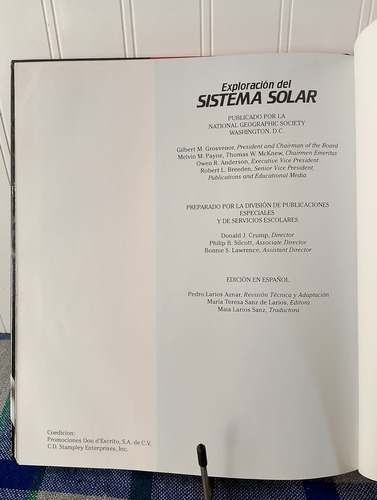 Exploración del
SISTEMA SOLAR
PUBLICADO POR LA
NATIONAL GEOGRAPHIC SOCIETY
WASHINGTON, D.C.
Gilbert M. Grosvenor, President and Chairman of the Board
Melvin M. Payne, Thomas W. McKnew, Chairmen Emeritus
Owen R. Anderson, Executive Vice President
Robert L. Breeden, Senior Vice President,
Publications and Educational Media
PREPARADO POR LA DIVISIÓN DE PUBLICACIONES
ESPECIALES
Y DE SERVICIOS ESCOLARES
Donald J. Crump, Director
Philip B. Silcott, Associate Director
Bonnie S. Lawrence, Assistant Director
EDICIÓN EN ESPAÑOL
Pedro Larios Aznar, Revisión Técnica y Adaptación
María Teresa Sanz de Larios, Editora
Maia Larios Sanz, Traductora
Coedicion:
Promociones Don d'Escrito, S.A. de C.V.
C.D. Stampley Enterprises, Inc.